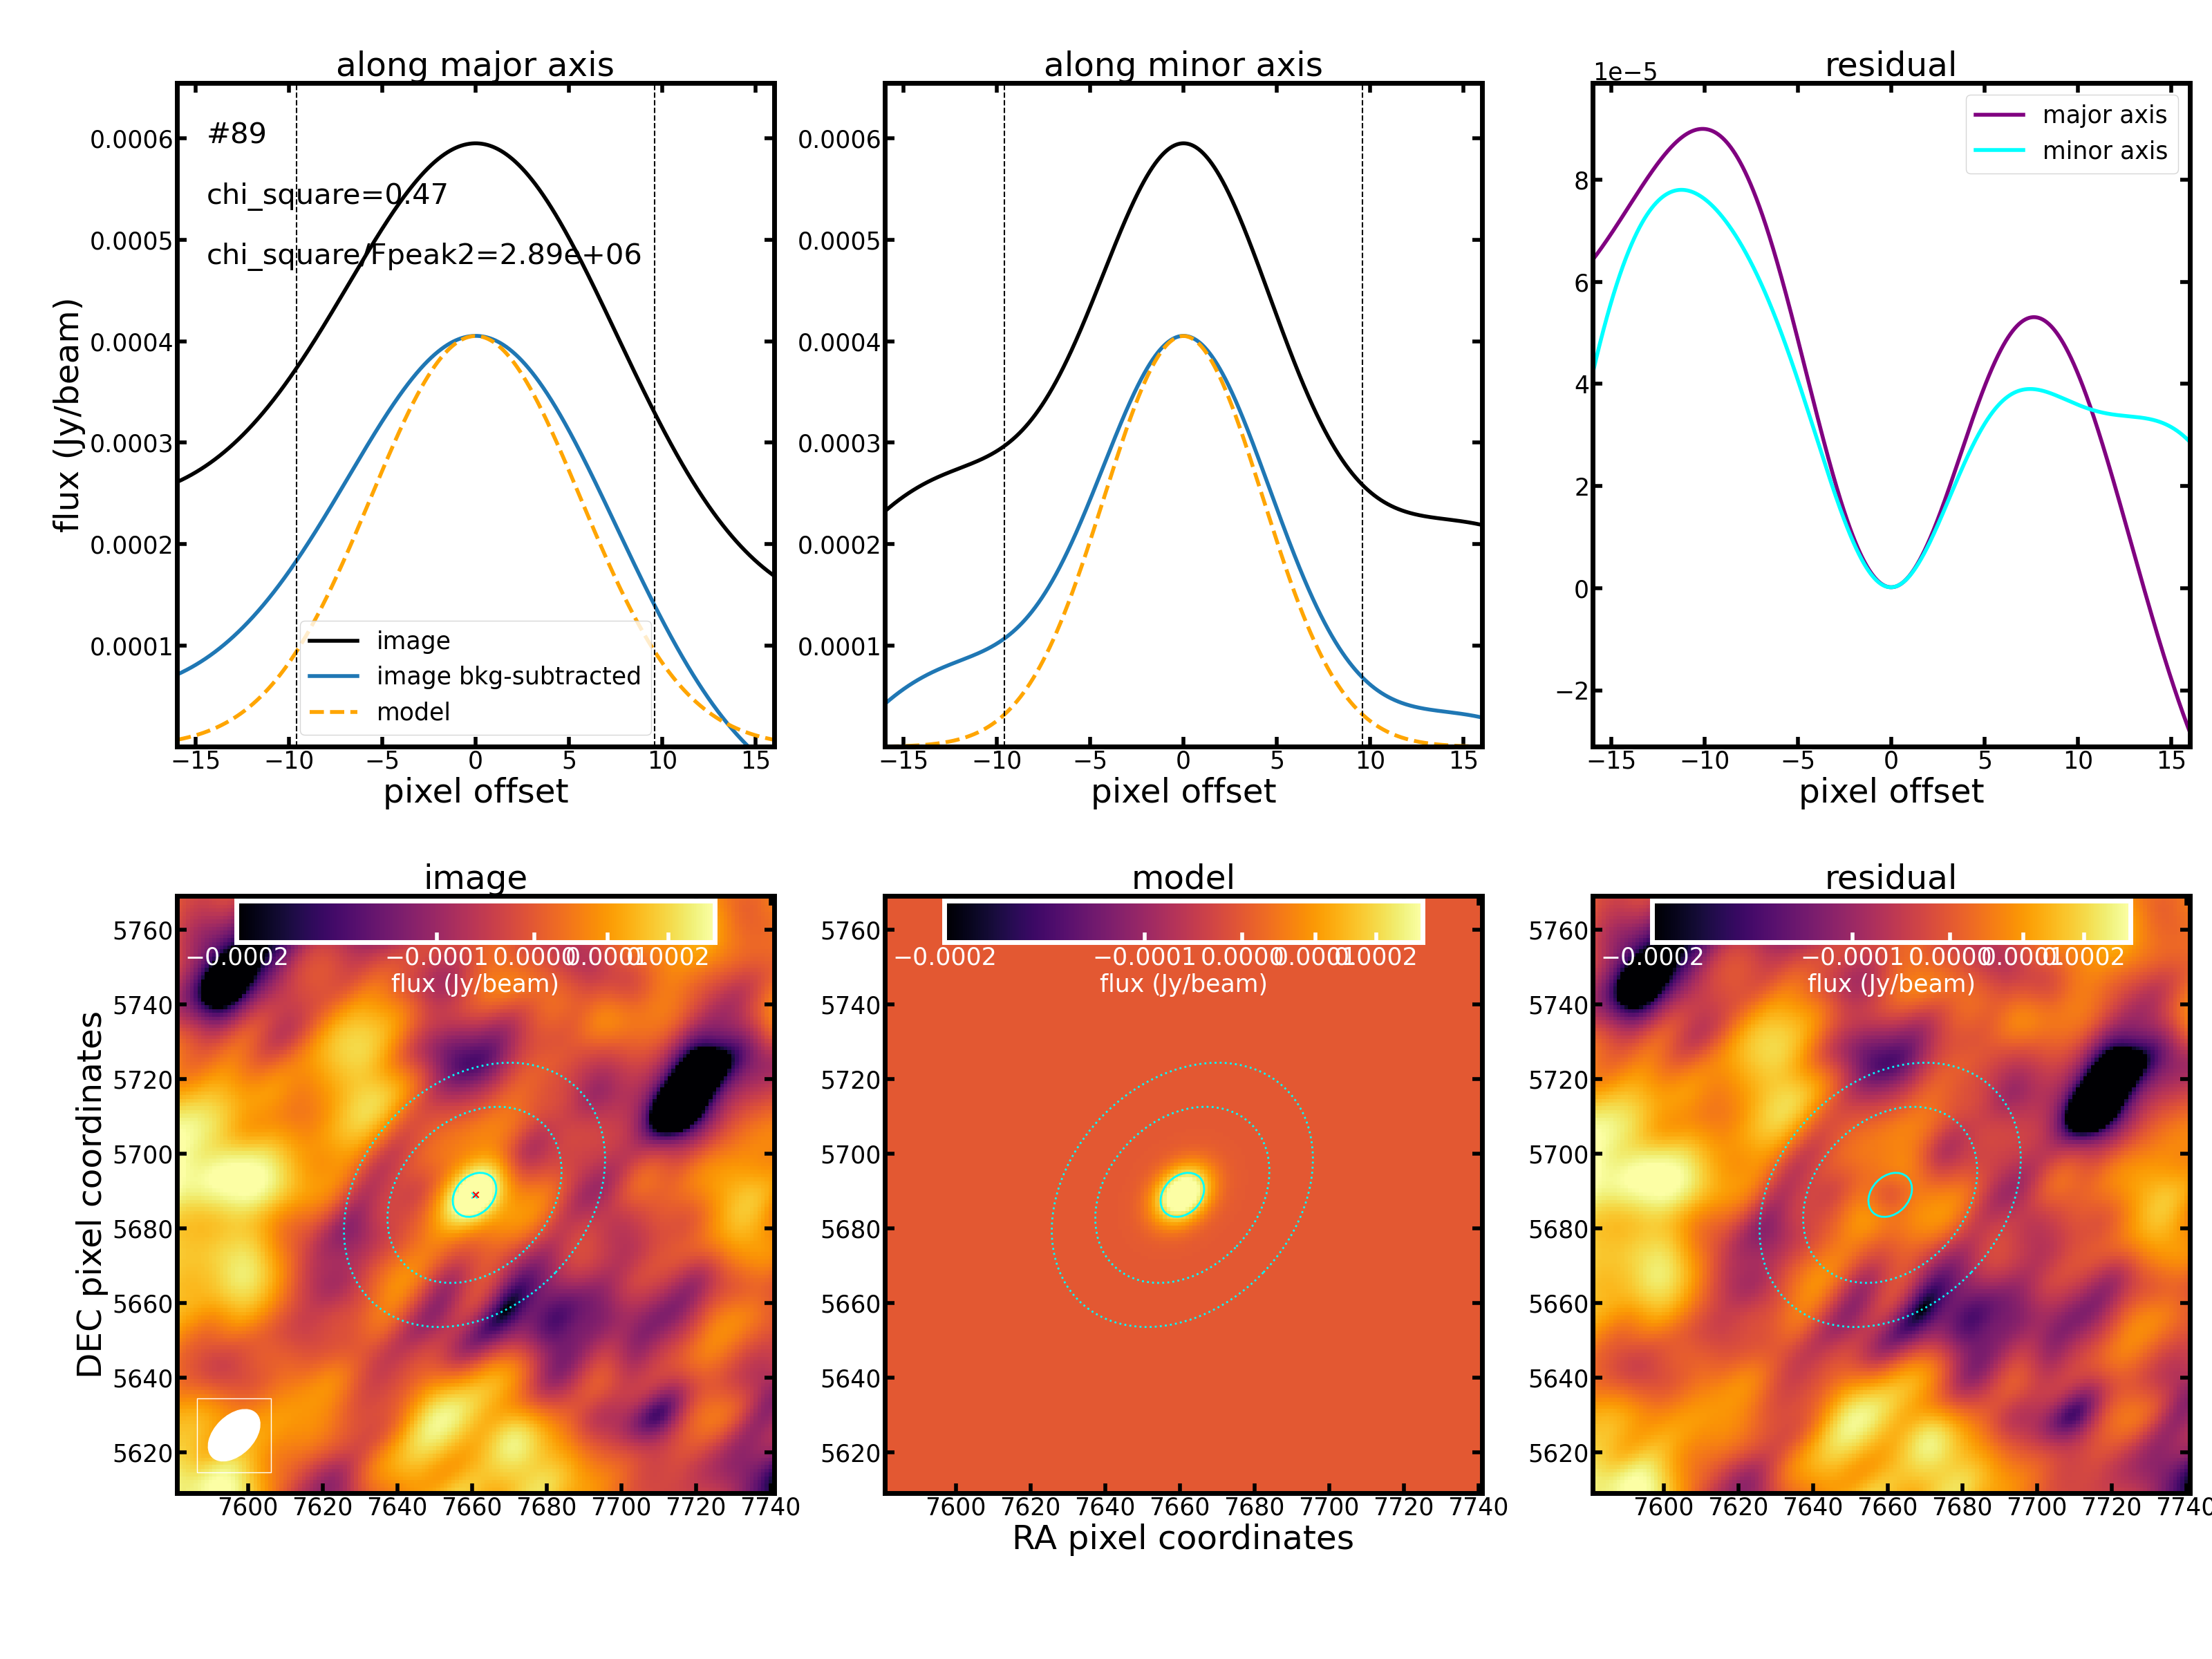 along major axis
along minor axis
residual
1e−5
#89
chi_square=0.47
chi_square/Fpeak2=2.89e+06
flux (Jy/beam)
0.0006
0.0005
0.0004
0.0003
0.0002
0.0001
image
image bkg-subtracted
model
−15 −10 −5 0 5 10 15
pixel offset
0.0006
0.0005
0.0004
0.0003
0.0002
0.0001
−15 −10 −5 0 5 10 15
pixel offset
major axis
minor axis
8
6
4
2
0
−2
−15 −10 −5 0 5 10 15
pixel offset
image
model
residual
−0.0002 −0.0001 0.0000 0.0001 0.0002
flux (Jy/beam)
DEC pixel coordinates
5760
5740
5720
5700
5680
5660
5640
5620
7600 7620 7640 7660 7680 7700 7720 7740
−0.0002 −0.0001 0.0000 0.0001 0.0002
flux (Jy/beam)
5760
5740
5720
5700
5680
5660
5640
5620
7600 7620 7640 7660 7680 7700 7720 7740
RA pixel coordinates
−0.0002 −0.0001 0.0000 0.0001 0.0002
flux (Jy/beam)
5760
5740
5720
5700
5680
5660
5640
5620
7600 7620 7640 7660 7680 7700 7720 7740